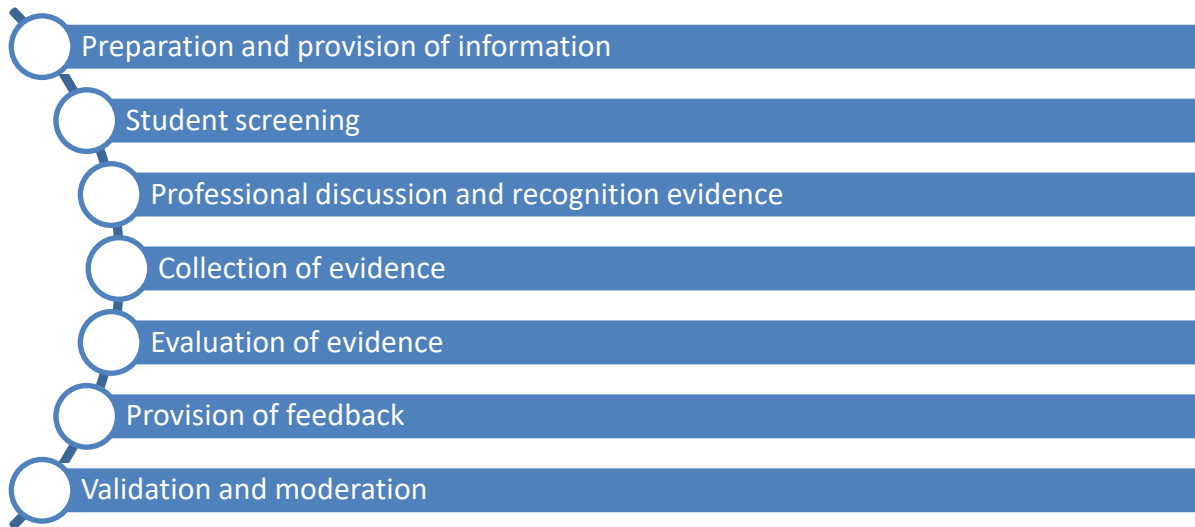 Preparation and provision of information
Student screening
Professional discussion and recognition evidence
Collection of evidence
Evaluation of evidence
Provision of feedback
Validation and moderation